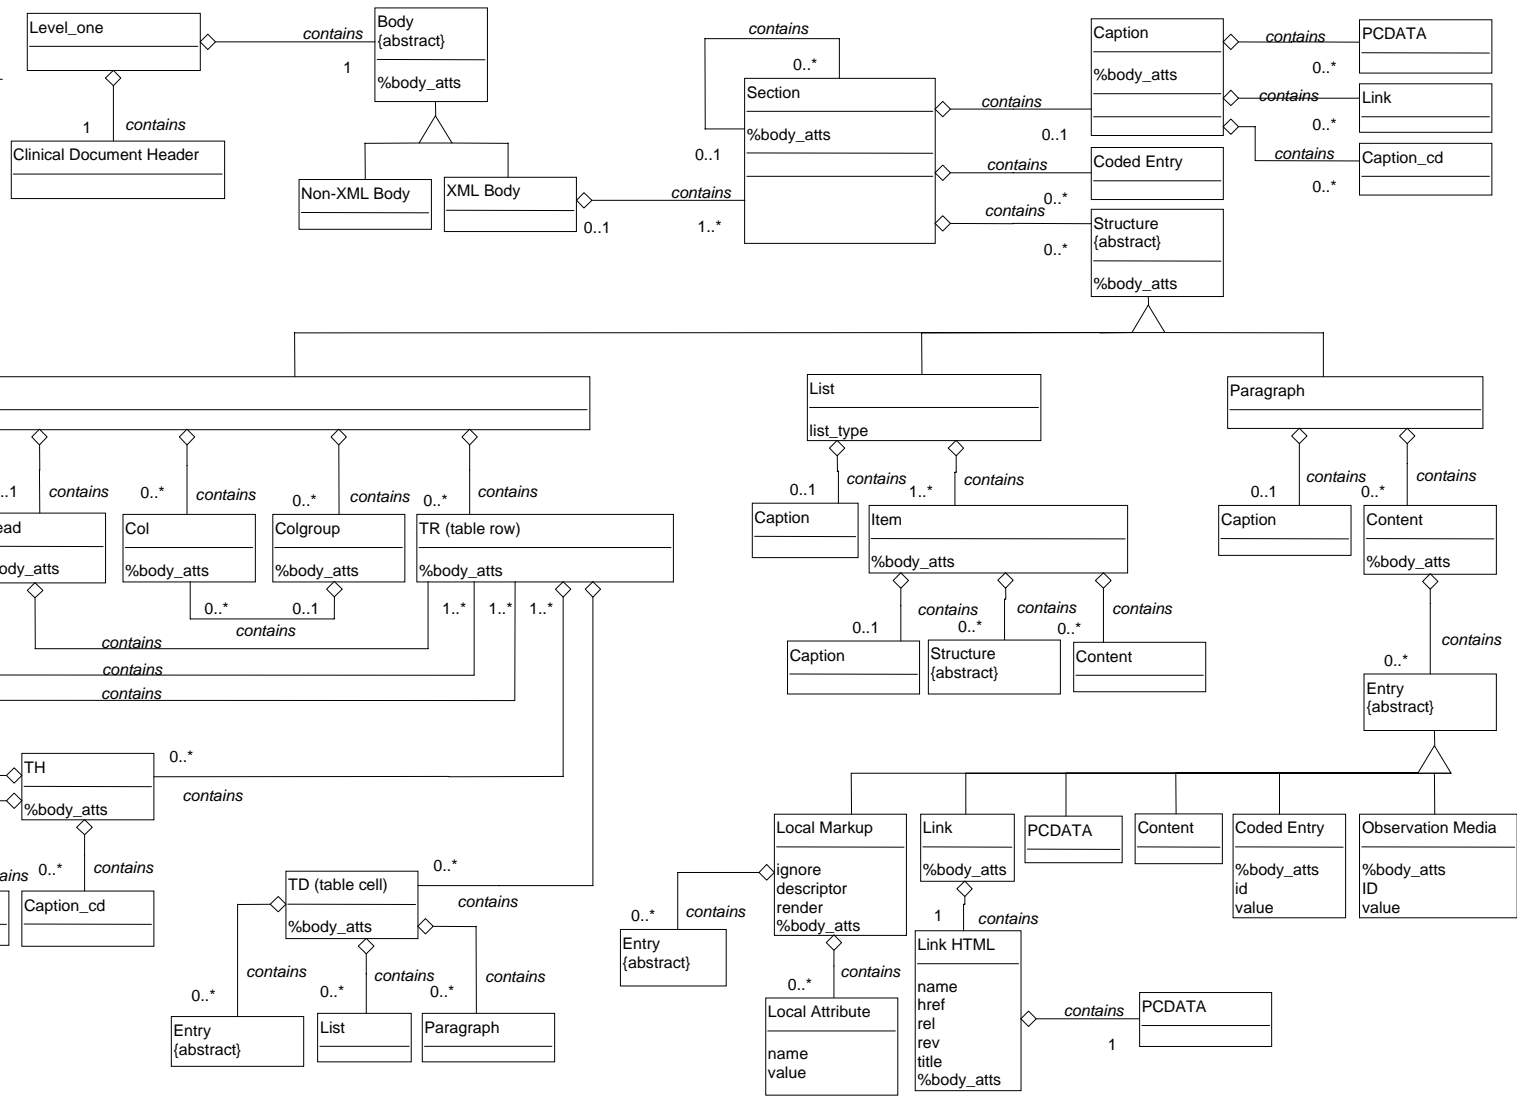 Level_one
contains
1
Body
{abstract}
%body_atts
1
contains
Clinical Document Header
Non-XML Body
XML Body
0..1
contains
1..*
contains
0..*
Section
%body_atts
0..1
contains
0..1
contains
0..*
contains
0..*
Caption
%body_atts
contains
0..*
PCDATA
contains
0..*
Link
contains
0..*
Caption_cd
Coded Entry
Structure
{abstract}
%body_atts
List
list_type
Paragraph
..1
contains
0..*
contains
0..*
contains
0..*
contains
ead
ody_atts
Col
%body_atts
Colgroup
%body_atts
TR (table row)
%body_atts
0..*
0..1
contains
1..*
1..*
1..*
contains
contains
contains
0..1
contains
1..*
contains
Caption
Item
%body_atts
0..1
contains
0..*
contains
0..*
contains
Caption
Structure
{abstract}
Content
0..1
contains
0..*
contains
Caption
Content
%body_atts
contains
0..*
Entry
{abstract}
TH
%body_atts
0..*
contains
ains
0..*
contains
Caption_cd
0..*
contains
TD (table cell)
%body_atts
contains
0..*
contains
0..*
contains
0..*
Entry
{abstract}
List
Paragraph
Local Markup
ignore
descriptor
render
%body_atts
Link
%body_atts
PCDATA
Content
Coded Entry
%body_atts
id
value
Observation Media
%body_atts
ID
value
0..*
contains
Entry
{abstract}
0..*
contains
Local Attribute
name
value
1
contains
Link HTML
name
href
rel
rev
title
%body_atts
contains
1
PCDATA